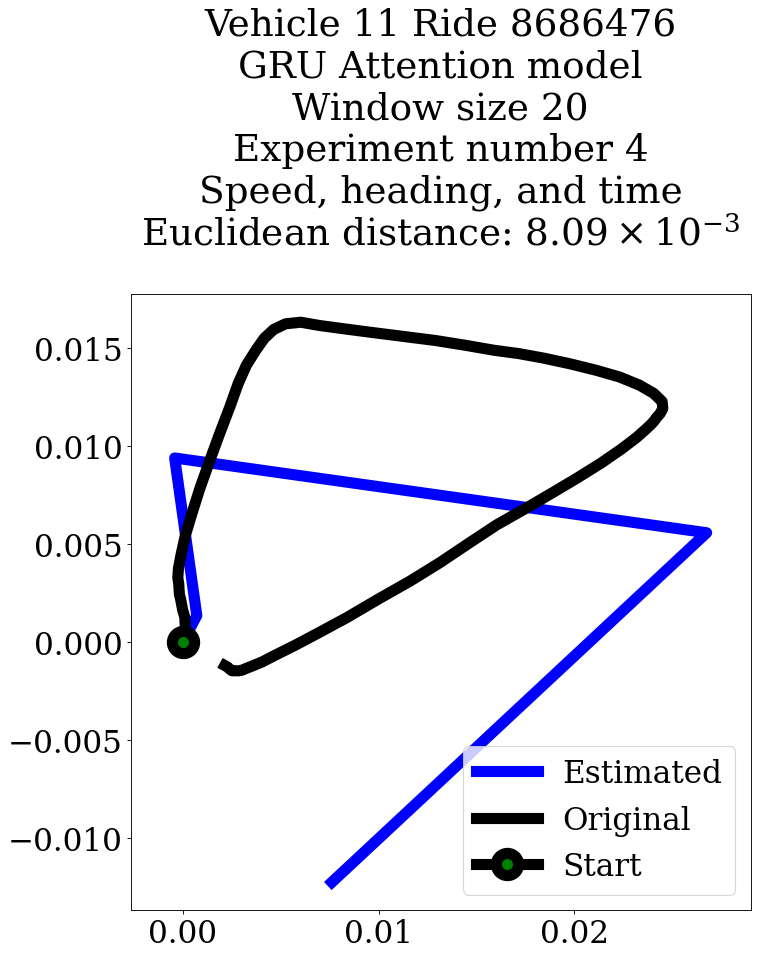 Vehicle 11 Ride 8686476
GRU Attention model
Window size 20
Experiment number 4
Speed, heading, and time
Euclidean distance: 8.09 × 10⁻³
0.015
0.010
0.005
0.000
−0.005
−0.010
Estimated
Original
Start
0.00 0.01 0.02